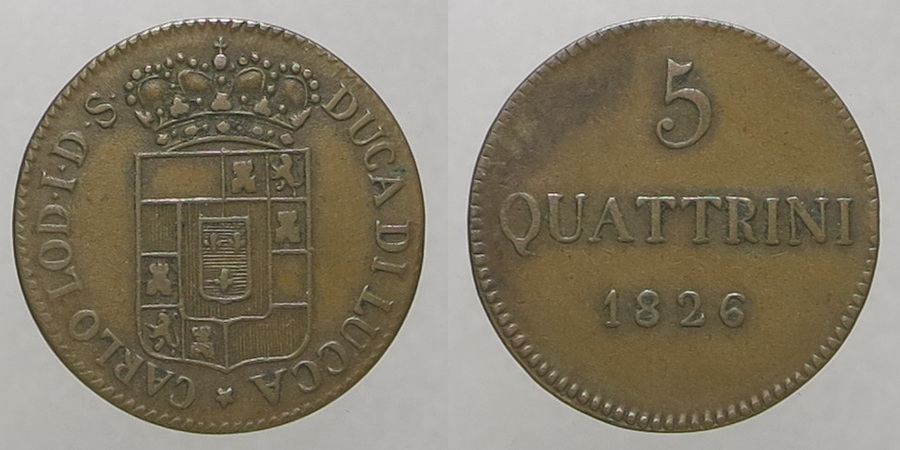 CARLO LOD·I·D·S· DUCA DI LUCCA
5
QUATTRINI
1826